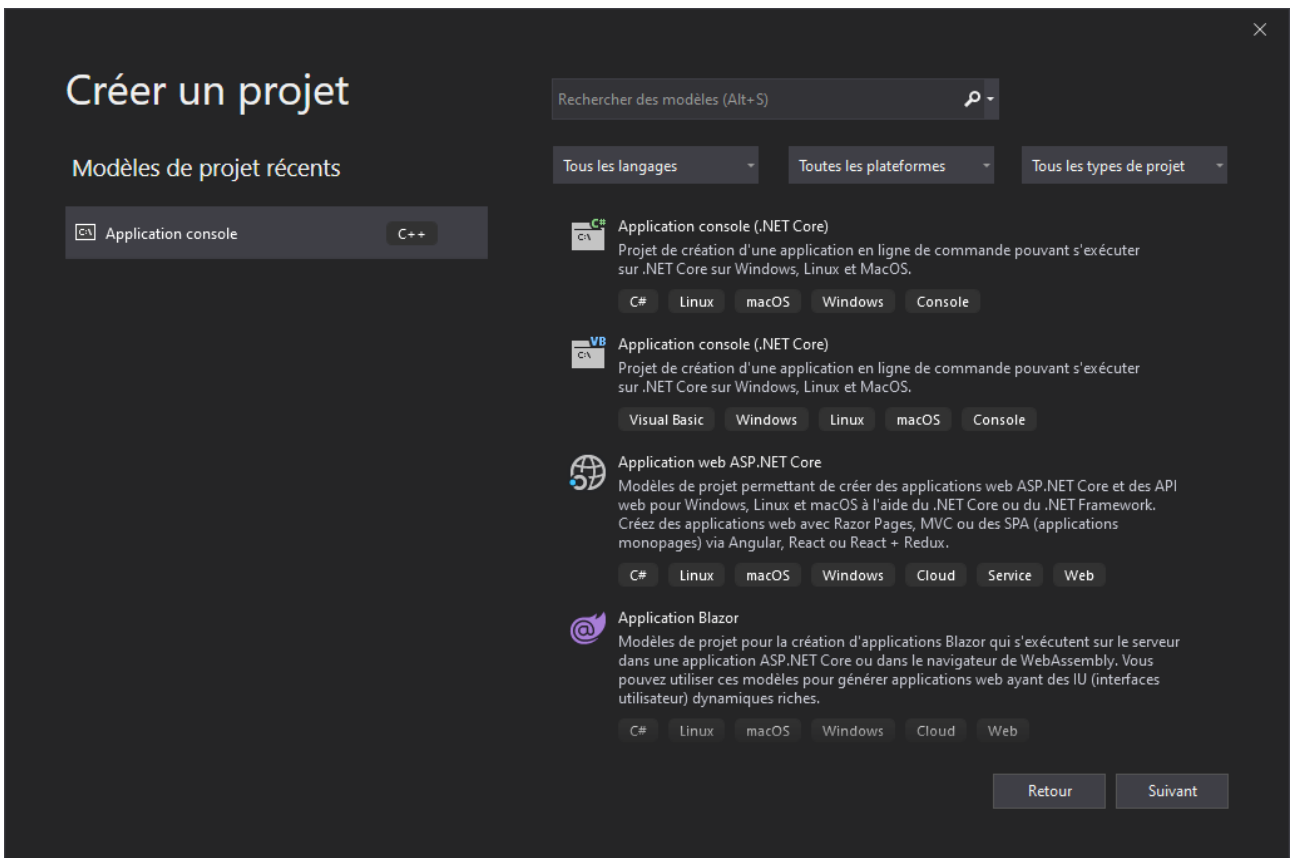 Créer un projet
Rechercher des modèles (Alt+S)
Modèles de projet récents
Tous les langages
Toutes les plateformes
Tous les types de projet
C:\ Application console C++
C#
C:\
Application console (.NET Core)
Projet de création d'une application en ligne de commande pouvant s'exécuter
sur .NET Core sur Windows, Linux et MacOS.
C# Linux macOS Windows Console
VB
C:\
Application console (.NET Core)
Projet de création d'une application en ligne de commande pouvant s'exécuter
sur .NET Core sur Windows, Linux et MacOS.
Visual Basic Windows Linux macOS Console
Application web ASP.NET Core
Modèles de projet permettant de créer des applications web ASP.NET Core et des API
web pour Windows, Linux et macOS à l'aide du .NET Core ou du .NET Framework.
Créez des applications web avec Razor Pages, MVC ou des SPA (applications
monopages) via Angular, React ou React + Redux.
C# Linux macOS Windows Cloud Service Web
@
Application Blazor
Modèles de projet pour la création d'applications Blazor qui s'exécutent sur le serveur
dans une application ASP.NET Core ou dans le navigateur de WebAssembly. Vous
pouvez utiliser ces modèles pour générer applications web ayant des IU (interfaces
utilisateur) dynamiques riches.
C# Linux macOS Windows Cloud Web
Retour
Suivant